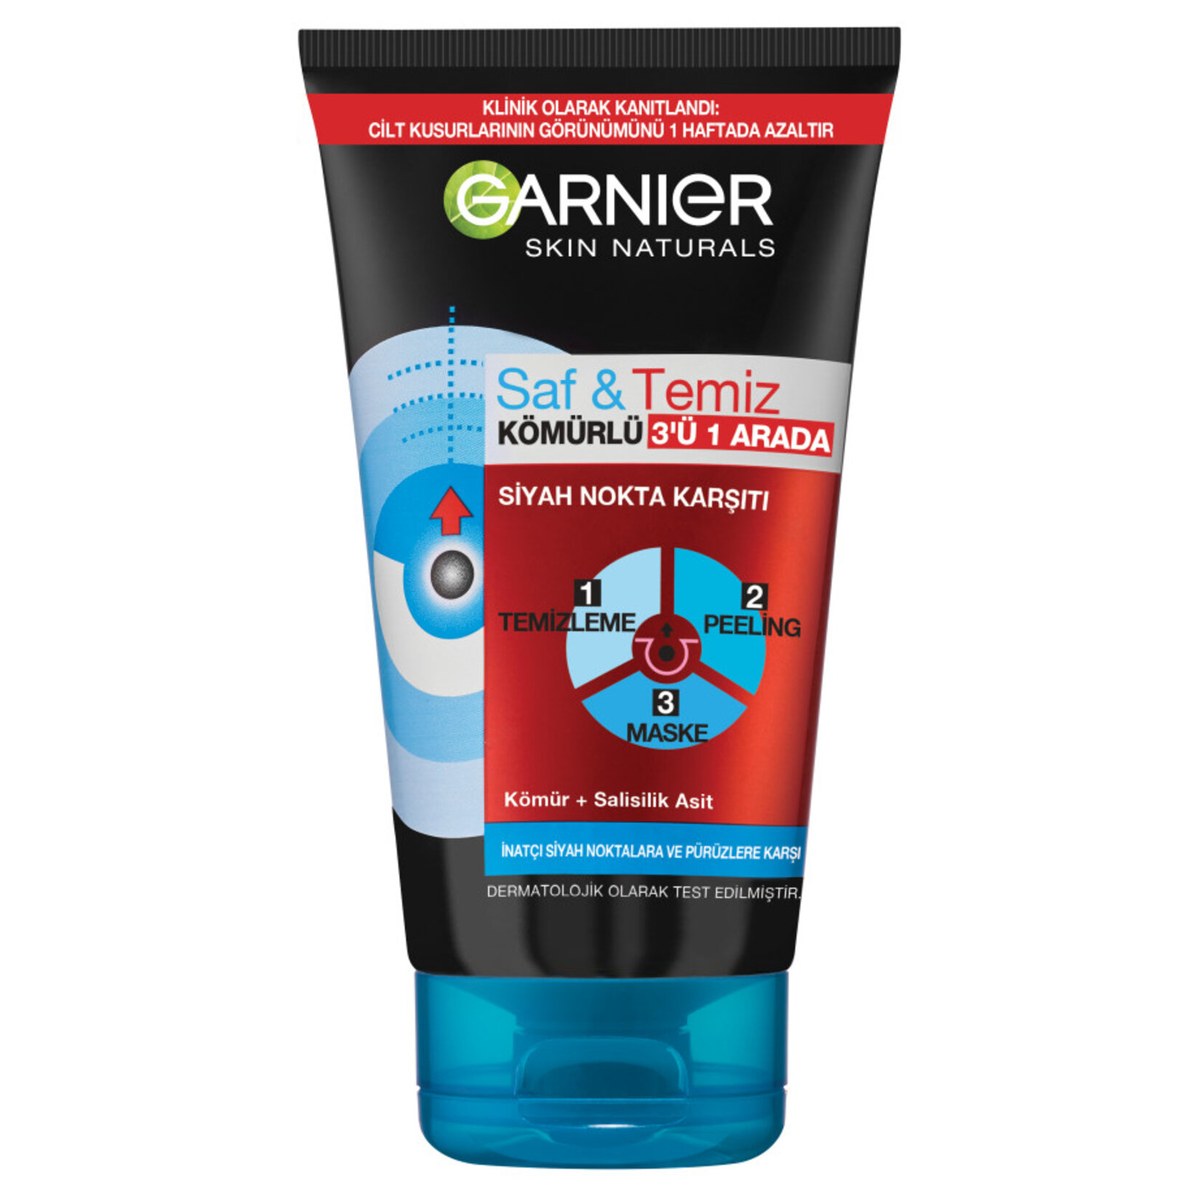 KLİNİK OLARAK KANITLANDI:
CİLT KUSURLARININ GÖRÜNÜMÜNÜ 1 HAFTADA AZALTIR
GARNIER
SKIN NATURALS
Saf & Temiz
KÖMÜRLÜ 3'Ü 1 ARADA
SİYAH NOKTA KARŞITI
1
TEMİZLEME
2
PEELİNG
3
MASKE
Kömür + Salisilik Asit
İNATÇI SİYAH NOKTALARA VE PÜRÜZLERE KARŞI
DERMATOLOJİK OLARAK TEST EDİLMİŞTİR.